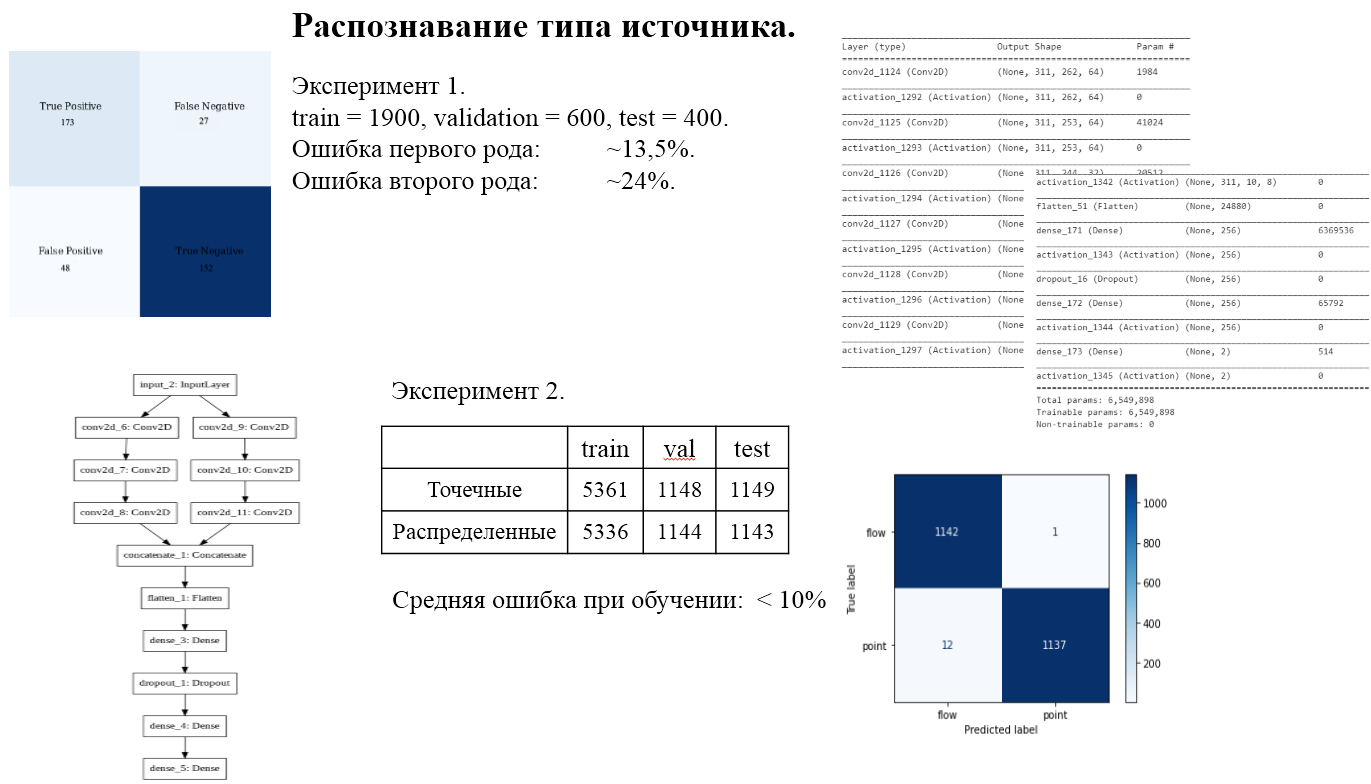 Распознавание типа источника.
True Positive
173
False Negative
27
False Positive
48
True Negative
152
Эксперимент 1.
train = 1900, validation = 600, test = 400.
Ошибка первого рода: ~13,5%.
Ошибка второго рода: ~24%.
Layer (type) Output Shape Param #
conv2d_1124 (Conv2D) (None, 311, 262, 64) 1984
activation_1292 (Activation) (None, 311, 262, 64) 0
conv2d_1125 (Conv2D) (None, 311, 253, 64) 41024
activation_1293 (Activation) (None, 311, 253, 64) 0
conv2d_1126 (Conv2D) (None, 311, 244, 32) 20512
activation_1294 (Activation) (None
conv2d_1127 (Conv2D) (None
activation_1295 (Activation) (None
conv2d_1128 (Conv2D) (None
activation_1296 (Activation) (None
conv2d_1129 (Conv2D) (None
activation_1297 (Activation) (None
activation_1342 (Activation) (None, 311, 10, 8) 0
flatten_51 (Flatten) (None, 24880) 0
dense_171 (Dense) (None, 256) 6369536
activation_1343 (Activation) (None, 256) 0
dropout_16 (Dropout) (None, 256) 0
dense_172 (Dense) (None, 256) 65792
activation_1344 (Activation) (None, 256) 0
dense_173 (Dense) (None, 2) 514
activation_1345 (Activation) (None, 2) 0
Total params: 6,549,898
Trainable params: 6,549,898
Non-trainable params: 0
input_2: InputLayer
conv2d_6: Conv2D conv2d_9: Conv2D
conv2d_7: Conv2D conv2d_10: Conv2D
conv2d_8: Conv2D conv2d_11: Conv2D
concatenate_1: Concatenate
flatten_1: Flatten
dense_3: Dense
dropout_1: Dropout
dense_4: Dense
dense_5: Dense
Эксперимент 2.
train val test
Точечные 5361 1148 1149
Распределенные 5336 1144 1143
Средняя ошибка при обучении: < 10%
True label
flow 1142 1
point 12 1137
flow point
Predicted label
1000
800
600
400
200